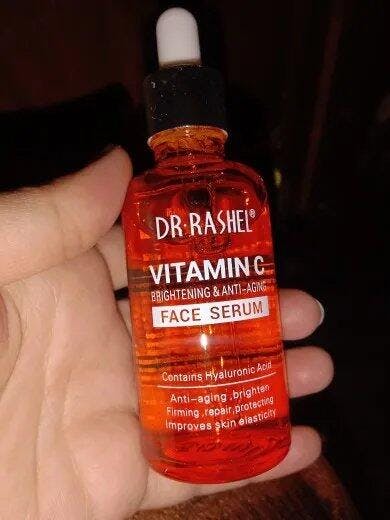 DR·RASHEL®
VITAMIN C
BRIGHTENING & ANTI-AGING
FACE SERUM
Contains Hyaluronic Acid
Anti-aging ,brighten
Firming ,repair,protecting
Improves skin elasticity